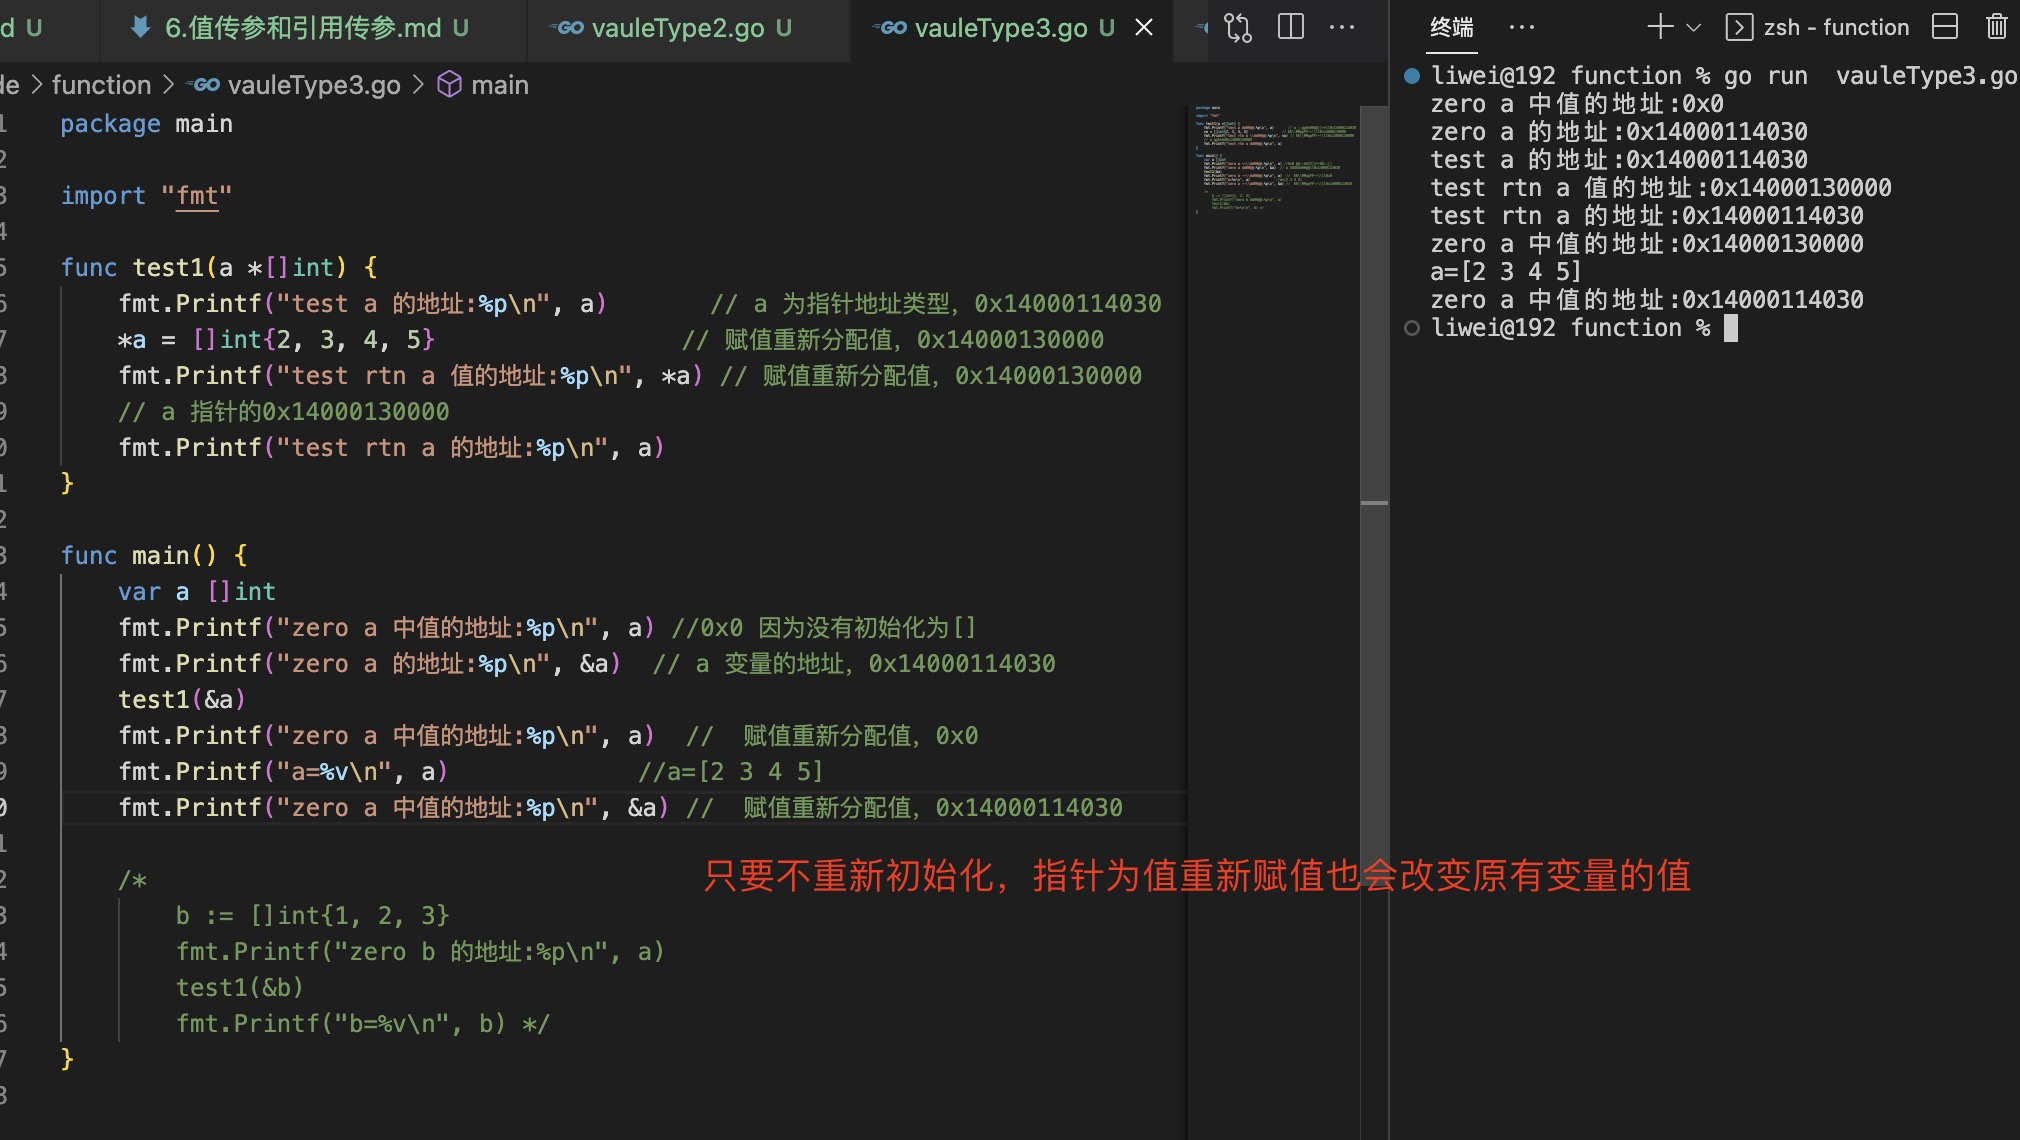 d U
6.值传参和引用传参.md U
vauleType2.go U
vauleType3.go U
de > function > vauleType3.go > main
1 package main
2
3 import "fmt"
4
5 func test1(a *[]int) {
6 fmt.Printf("test a 的地址:%p\n", a) // a 为指针地址类型，0x14000114030
7 *a = []int{2, 3, 4, 5} // 赋值重新分配值，0x14000130000
8 fmt.Printf("test rtn a 值的地址:%p\n", *a) // 赋值重新分配值，0x14000130000
9 // a 指针的0x14000130000
0 fmt.Printf("test rtn a 的地址:%p\n", a)
1 }
2
3 func main() {
4 var a []int
5 fmt.Printf("zero a 中值的地址:%p\n", a) //0x0 因为没有初始化为[]
6 fmt.Printf("zero a 的地址:%p\n", &a) // a 变量的地址，0x14000114030
7 test1(&a)
8 fmt.Printf("zero a 中值的地址:%p\n", a) // 赋值重新分配值，0x0
9 fmt.Printf("a=%v\n", a) //a=[2 3 4 5]
0 fmt.Printf("zero a 中值的地址:%p\n", &a) // 赋值重新分配值，0x14000114030
1
2 /*
只要不重新初始化，指针为值重新赋值也会改变原有变量的值
3 b := []int{1, 2, 3}
4 fmt.Printf("zero b 的地址:%p\n", a)
5 test1(&b)
6 fmt.Printf("b=%v\n", b) */
7 }
8
终端
zsh - function
liwei@192 function % go run  vauleType3.go
zero a 中值的地址:0x0
zero a 的地址:0x14000114030
test a 的地址:0x14000114030
test rtn a 值的地址:0x14000130000
test rtn a 的地址:0x14000114030
zero a 中值的地址:0x14000130000
a=[2 3 4 5]
zero a 中值的地址:0x14000114030
liwei@192 function %